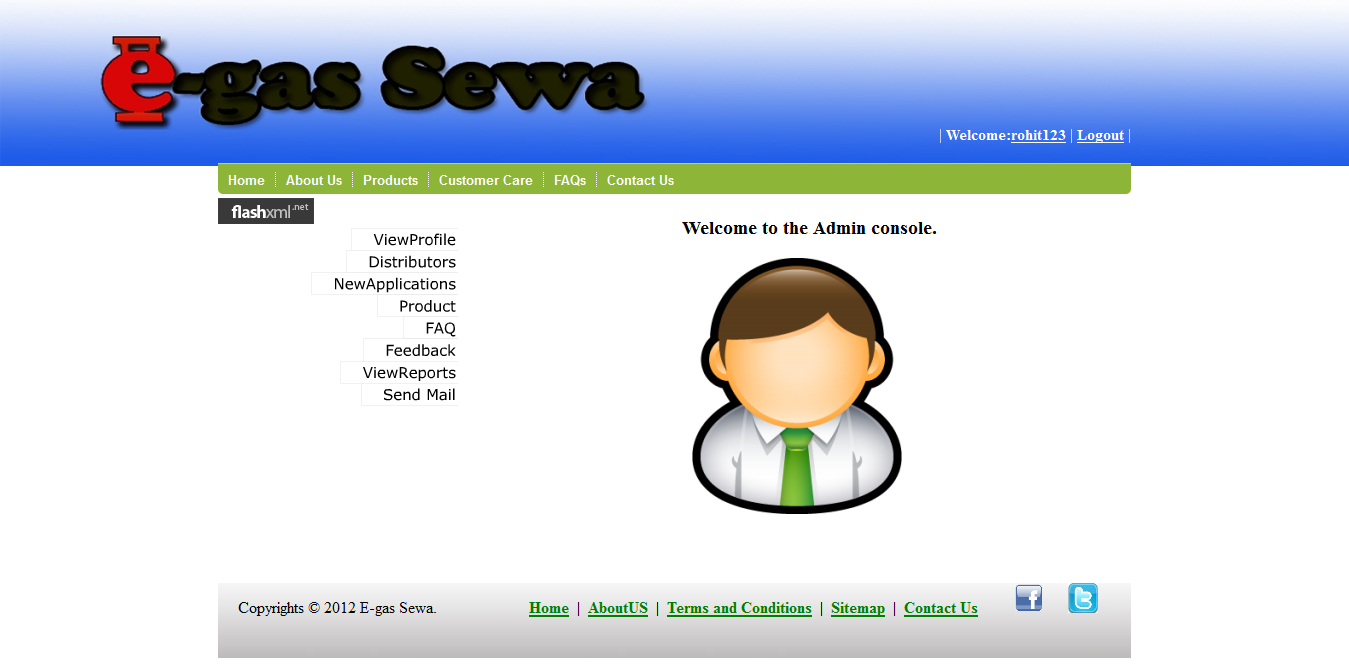 e-gas Sewa
| Welcome:rohit123 | Logout |
Home About Us Products Customer Care FAQs Contact Us
flashxml.net
Welcome to the Admin console.
ViewProfile
Distributors
NewApplications
Product
FAQ
Feedback
ViewReports
Send Mail
Copyrights © 2012 E-gas Sewa. Home | AboutUS | Terms and Conditions | Sitemap | Contact Us f t